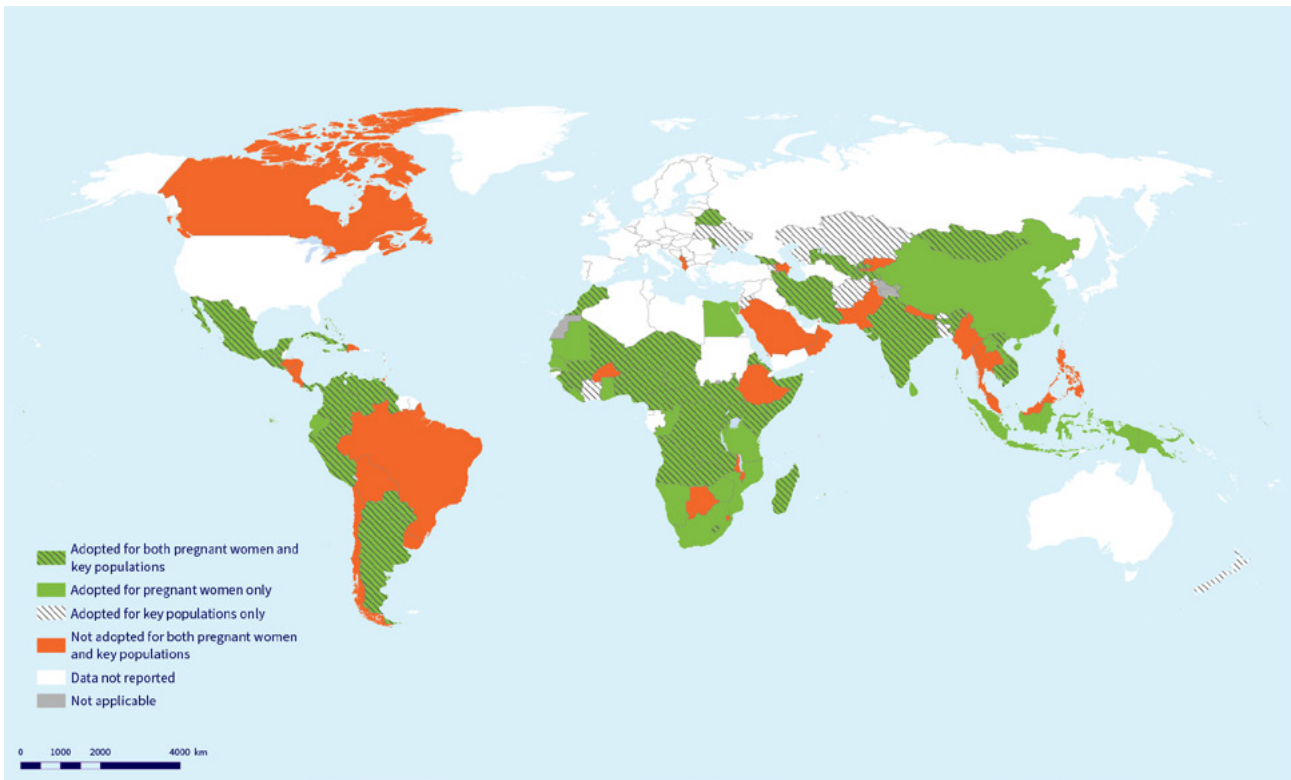 Adopted for both pregnant women and
key populations
Adopted for pregnant women only
Adopted for key populations only
Not adopted for both pregnant women
and key populations
Data not reported
Not applicable
0 1000 2000 4000 km